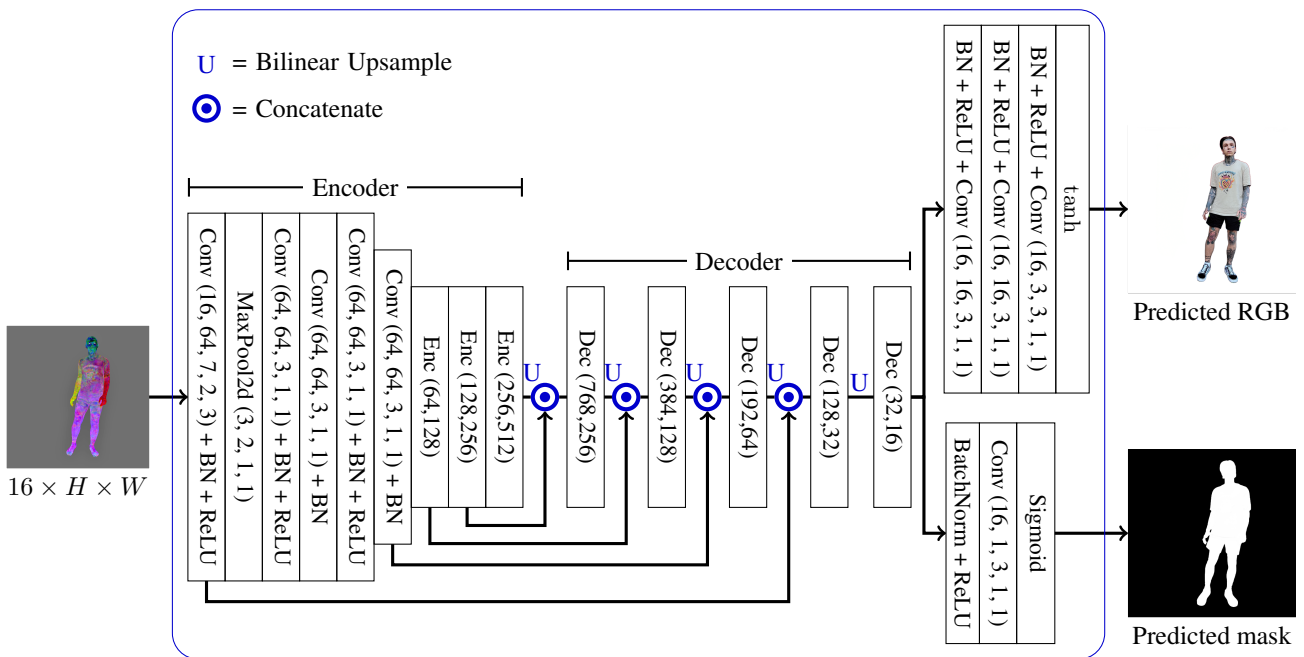 U = Bilinear Upsample
= Concatenate
Encoder
Decoder
16 × H × W
Conv (16, 64, 7, 2, 3) + BN + ReLU
MaxPool2d (3, 2, 1, 1)
Conv (64, 64, 3, 1, 1) + BN + ReLU
Conv (64, 64, 3, 1, 1) + BN
Conv (64, 64, 3, 1, 1) + BN + ReLU
Conv (64, 64, 3, 1, 1) + BN
Enc (64,128)
Enc (128,256)
Enc (256,512)
U
Dec (768,256)
U
Dec (384,128)
U
Dec (192,64)
U
Dec (128,32)
U
Dec (32,16)
BN + ReLU + Conv (16, 16, 3, 1, 1)
BN + ReLU + Conv (16, 16, 3, 1, 1)
BN + ReLU + Conv (16, 3, 3, 1, 1)
tanh
Predicted RGB
BatchNorm + ReLU
Conv (16, 1, 3, 1, 1)
Sigmoid
Predicted mask